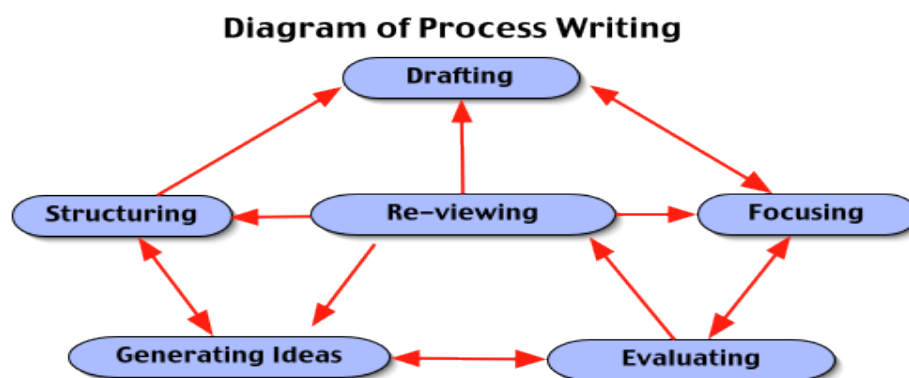 Diagram of Process Writing
Drafting
Structuring
Re-viewing
Focusing
Generating Ideas
Evaluating